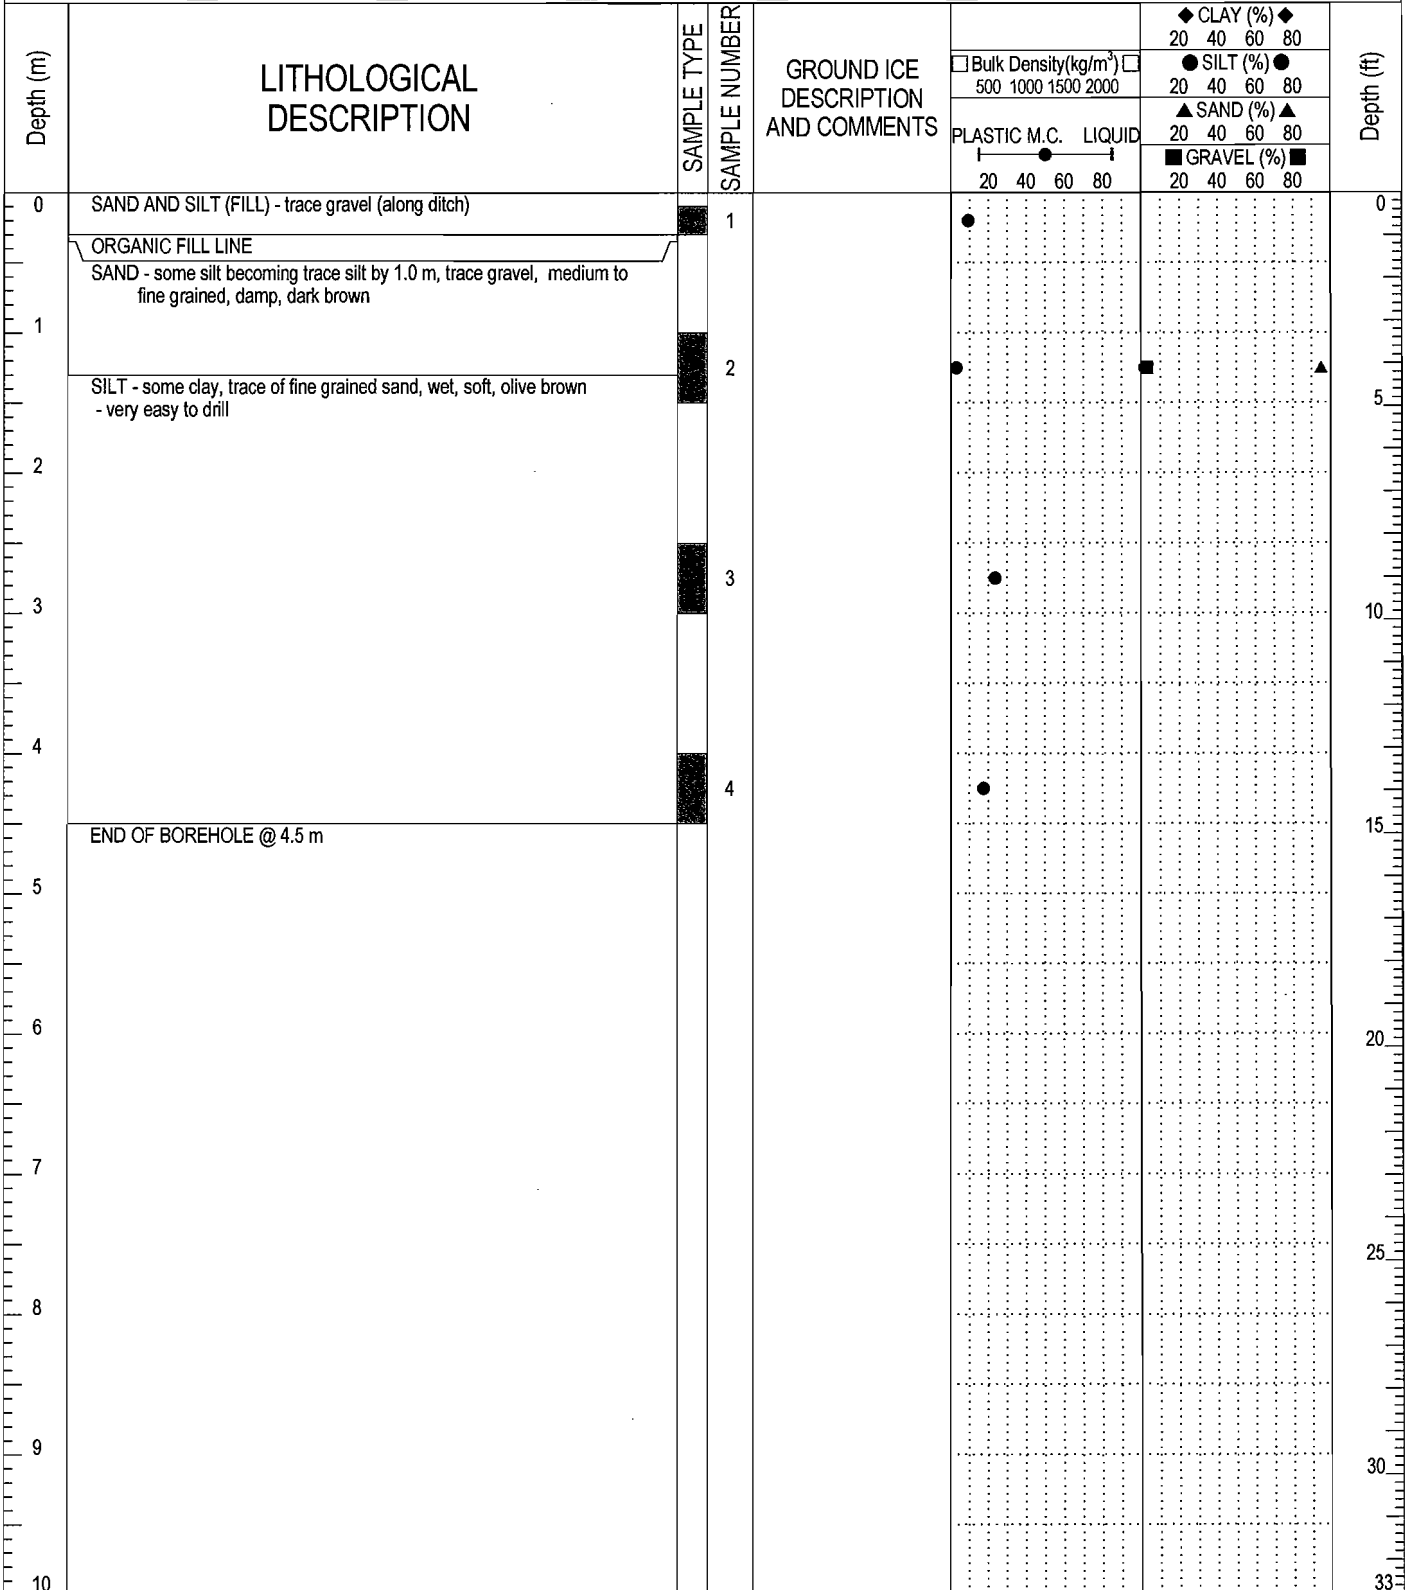 Depth (m)
LITHOLOGICAL
DESCRIPTION
SAMPLE TYPE
SAMPLE NUMBER
GROUND ICE
DESCRIPTION
AND COMMENTS
□ Bulk Density(kg/m³) □
500 1000 1500 2000
PLASTIC M.C. LIQUID
20 40 60 80
◆ CLAY (%) ◆
20 40 60 80
● SILT (%) ●
20 40 60 80
▲ SAND (%) ▲
20 40 60 80
■ GRAVEL (%) ■
20 40 60 80
Depth (ft)
0
SAND AND SILT (FILL) - trace gravel (along ditch)
1
0
ORGANIC FILL LINE
SAND - some silt becoming trace silt by 1.0 m, trace gravel, medium to
fine grained, damp, dark brown
1
2
SILT - some clay, trace of fine grained sand, wet, soft, olive brown
- very easy to drill
5
2
3
3
10
4
4
15
END OF BOREHOLE @ 4.5 m
5
6
20
7
25
8
9
30
10
33